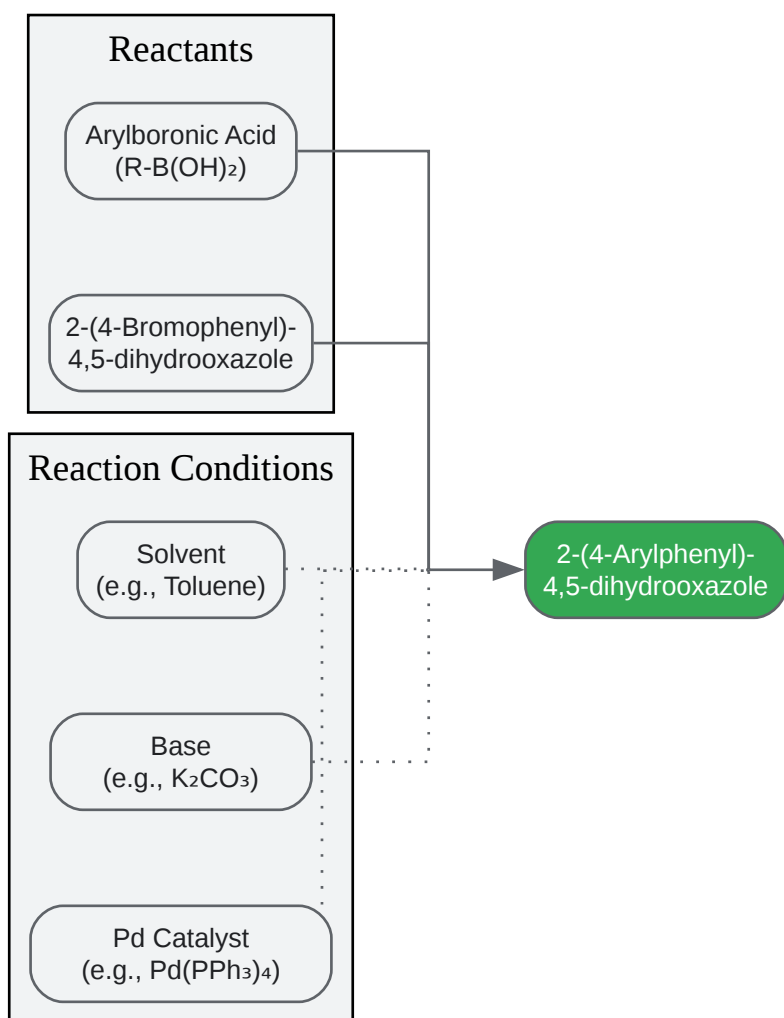 Reactants
Arylboronic Acid
(R-B(OH)₂)
2-(4-Bromophenyl)-
4,5-dihydrooxazole
Reaction Conditions
Solvent
(e.g., Toluene)
Base
(e.g., K₂CO₃)
Pd Catalyst
(e.g., Pd(PPh₃)₄)
2-(4-Arylphenyl)-
4,5-dihydrooxazole